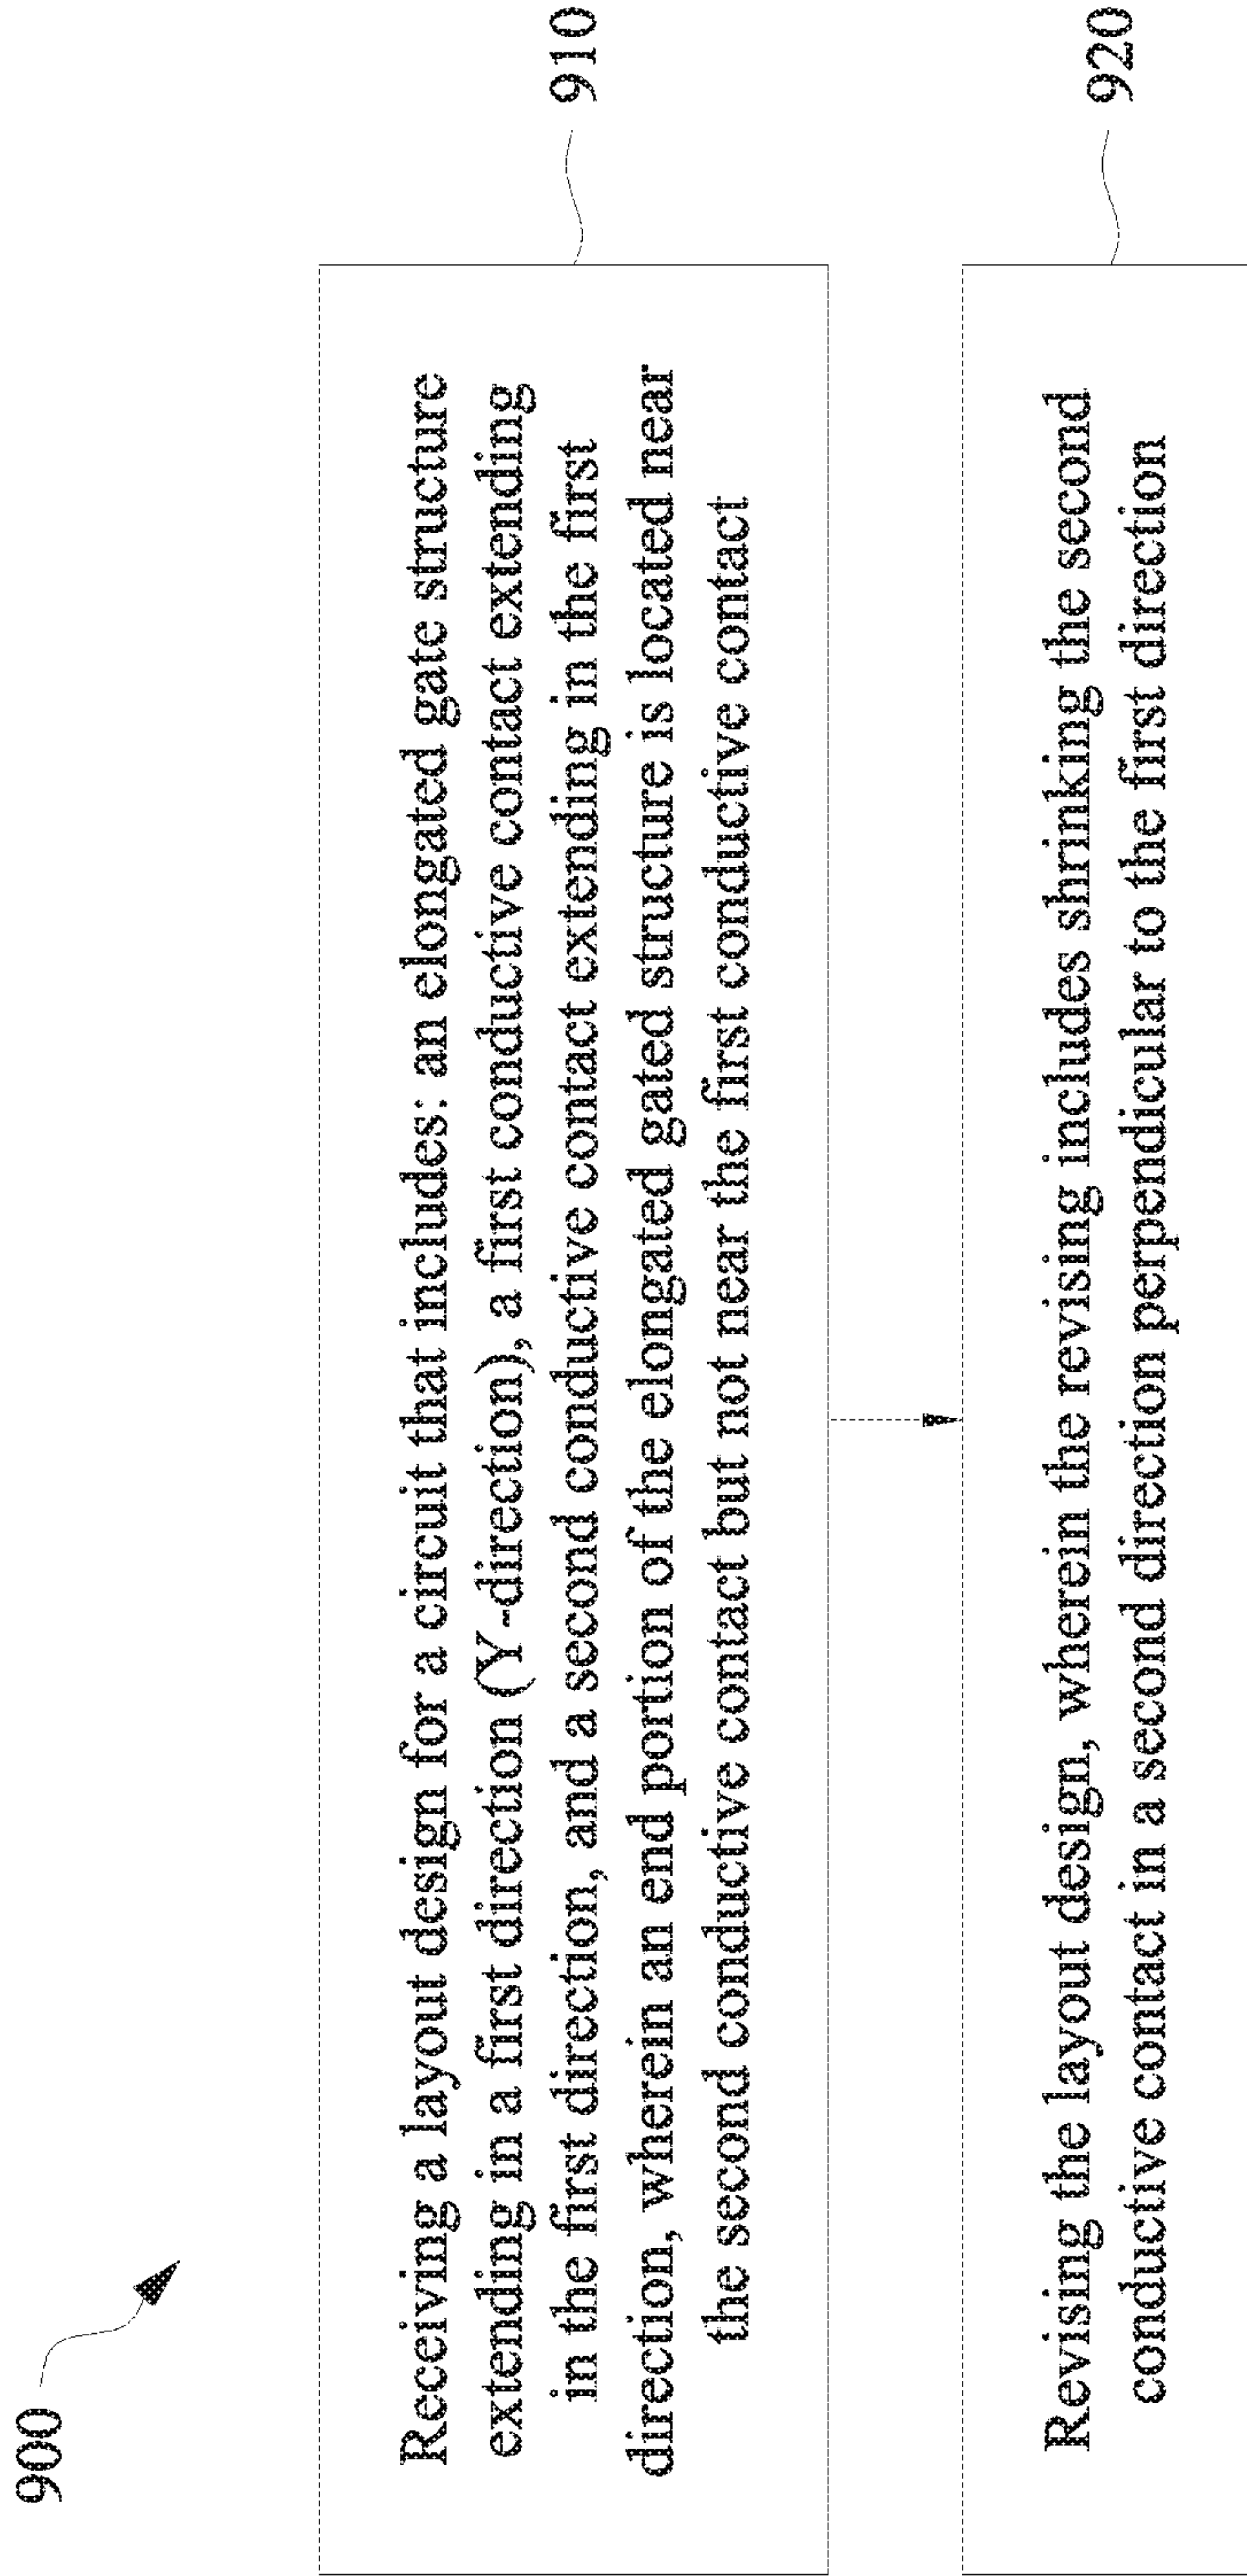 900
Receiving a layout design for a circuit that includes: an elongated gate structure
extending in a first direction (Y-direction), a first conductive contact extending
in the first direction, and a second conductive contact extending in the first
direction, wherein an end portion of the elongated gated structure is located near
the second conductive contact but not near the first conductive contact
910
Revising the layout design, wherein the revising includes shrinking the second
conductive contact in a second direction perpendicular to the first direction
920